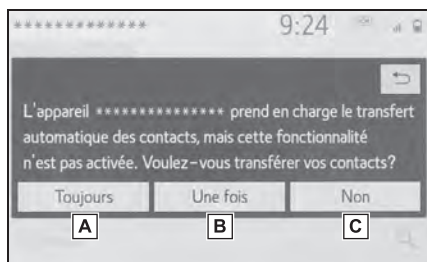 ************* 9:24
L'appareil *************** prend en charge le transfert
automatique des contacts, mais cette fonctionnalité
n'est pas activée. Voulez-vous transférer vos contacts?
Toujours Une fois Non
A B C